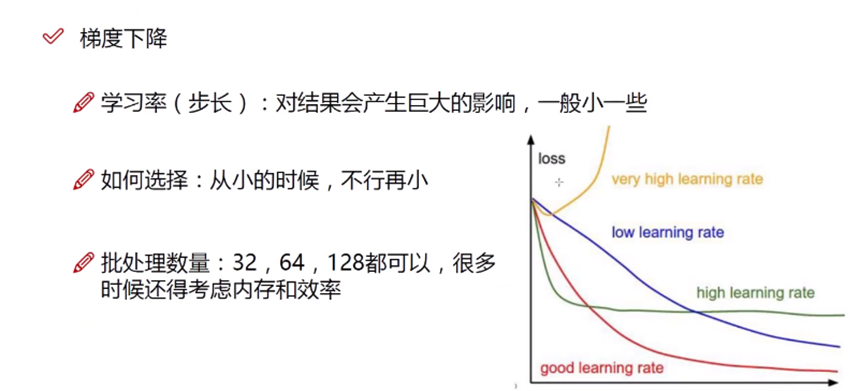 梯度下降
学习率（步长）：对结果会产生巨大的影响，一般小一些
如何选择：从小的时候，不行再小
批处理数量：32，64，128都可以，很多
时候还得考虑内存和效率
loss
very high learning rate
low learning rate
high learning rate
good learning rate